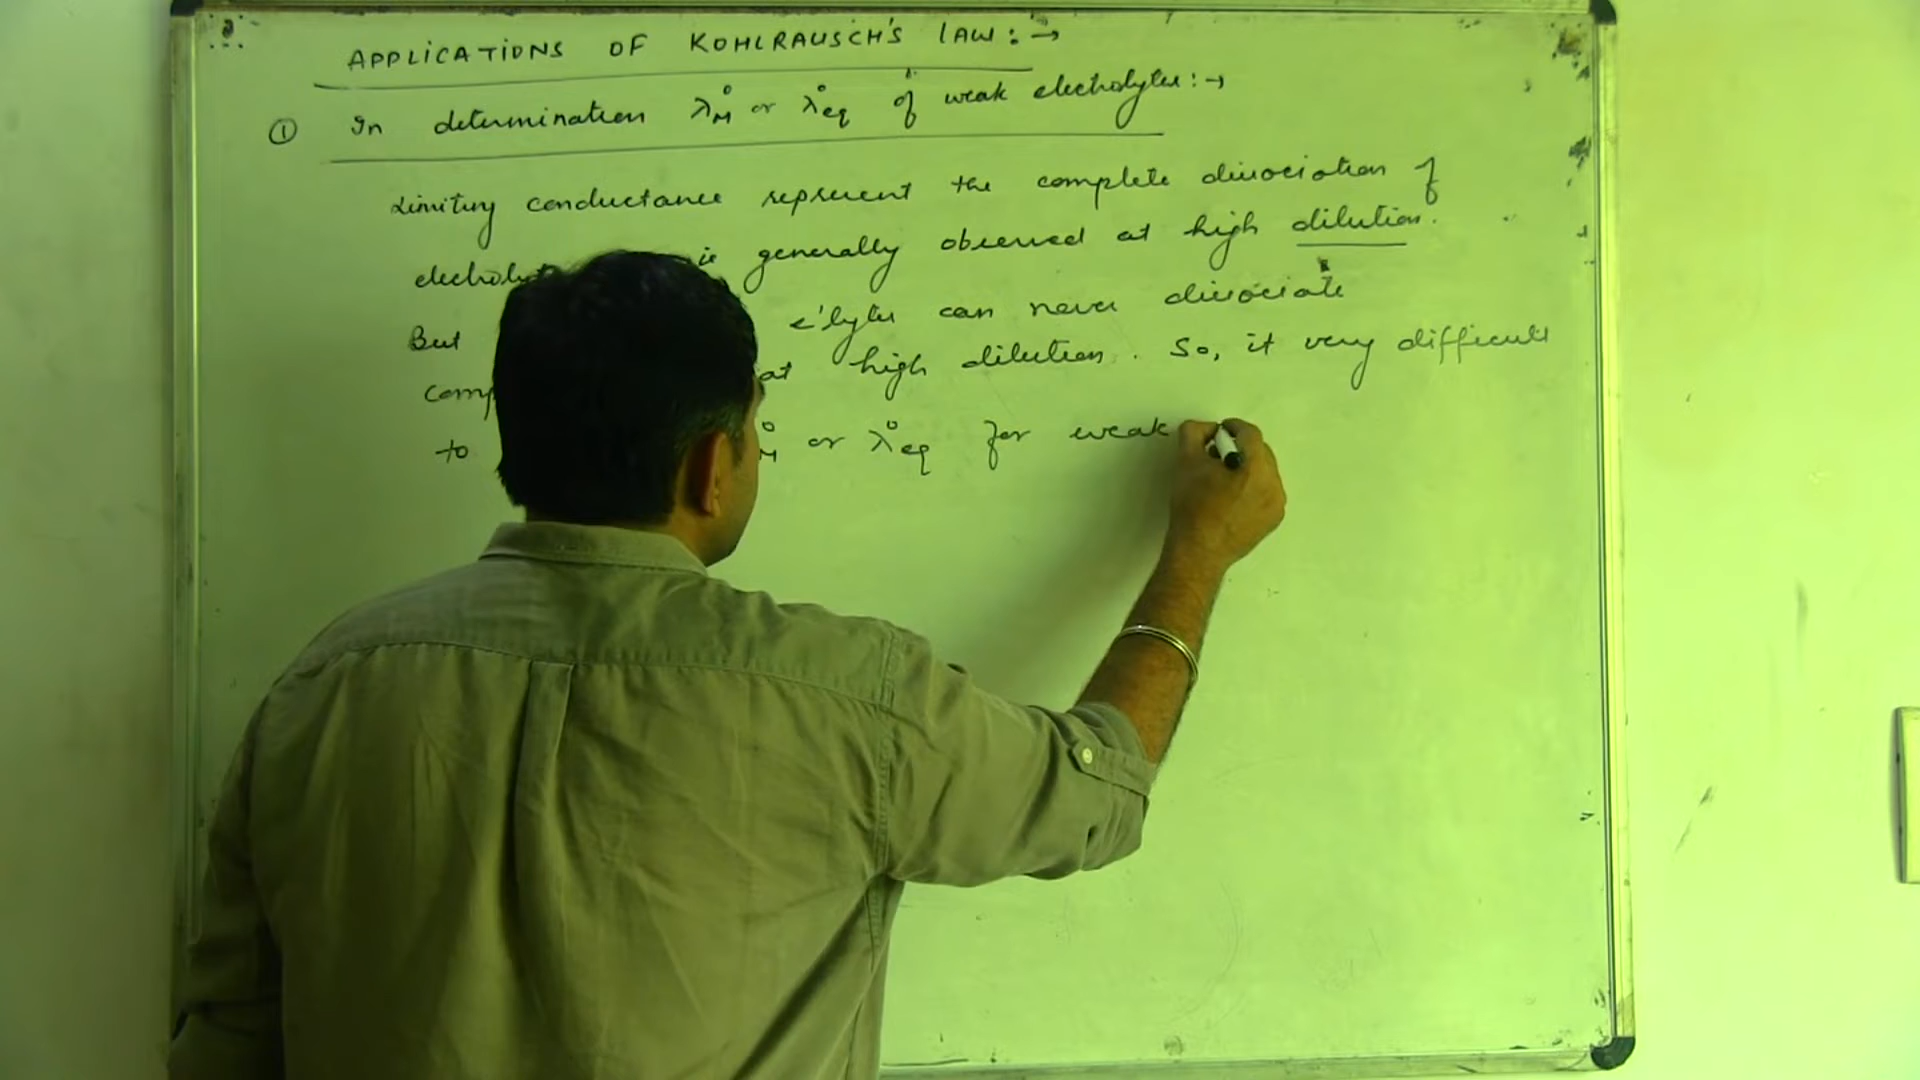 APPLICATIONS OF KOHLRAUSCH'S LAW :→
① In determination λ°M or λ°eq of weak electrolytes :→
Limiting conductance represent the complete dissociation of
is generally observed at high dilution.
But e'lytes can never dissociate
at high dilution. So, it very difficult
to or λ°eq for weak